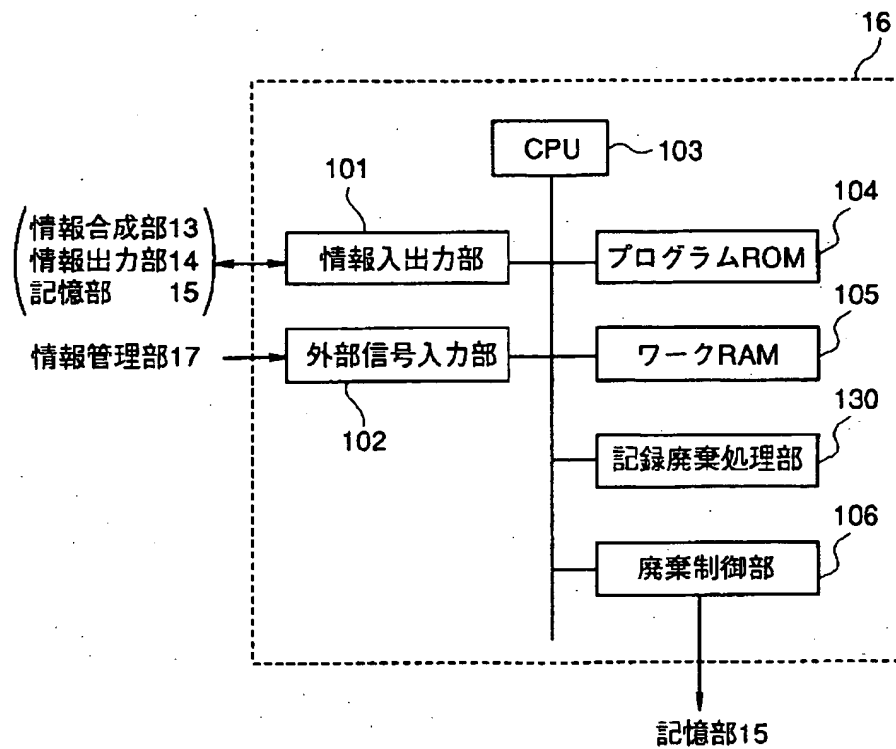 16
CPU
103
101
104
情報合成部13
情報出力部14
記憶部 15
情報入出力部
プログラムROM
105
情報管理部17
外部信号入力部
ワークRAM
102
130
記録廃棄処理部
106
廃棄制御部
記憶部15